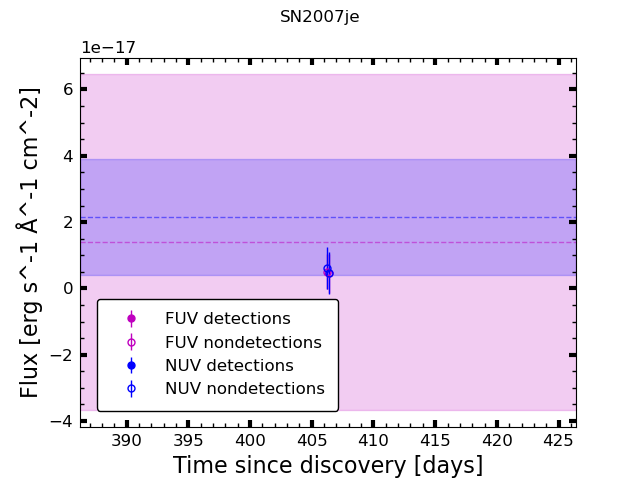 SN2007je
1e−17
6
4
2
0
−2
−4
Flux [erg s^-1 Å^-1 cm^-2]
FUV detections
FUV nondetections
NUV detections
NUV nondetections
390 395 400 405 410 415 420 425
Time since discovery [days]